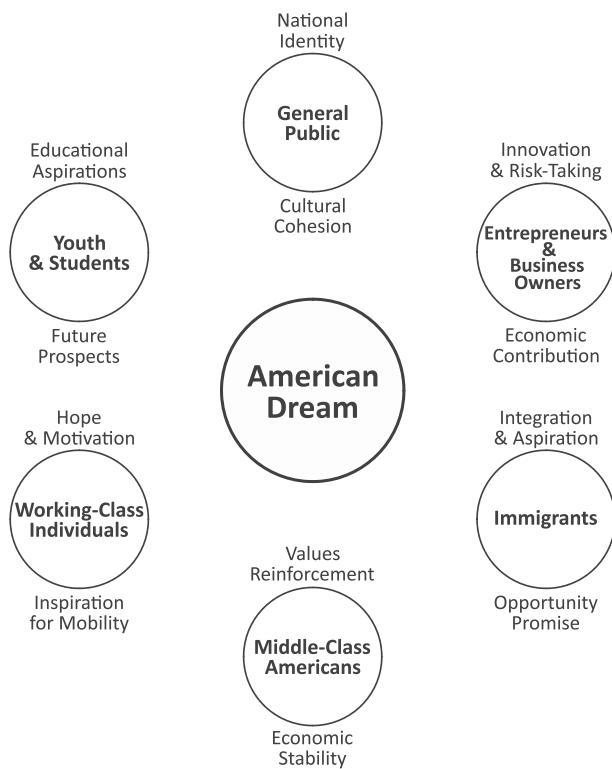 National
Identity
General
Public
Cultural
Cohesion
Educational
Aspirations
Youth
& Students
Future
Prospects
Innovation
& Risk-Taking
Entrepreneurs
&
Business
Owners
Economic
Contribution
American
Dream
Hope
& Motivation
Working-Class
Individuals
Inspiration
for Mobility
Integration
& Aspiration
Immigrants
Opportunity
Promise
Values
Reinforcement
Middle-Class
Americans
Economic
Stability